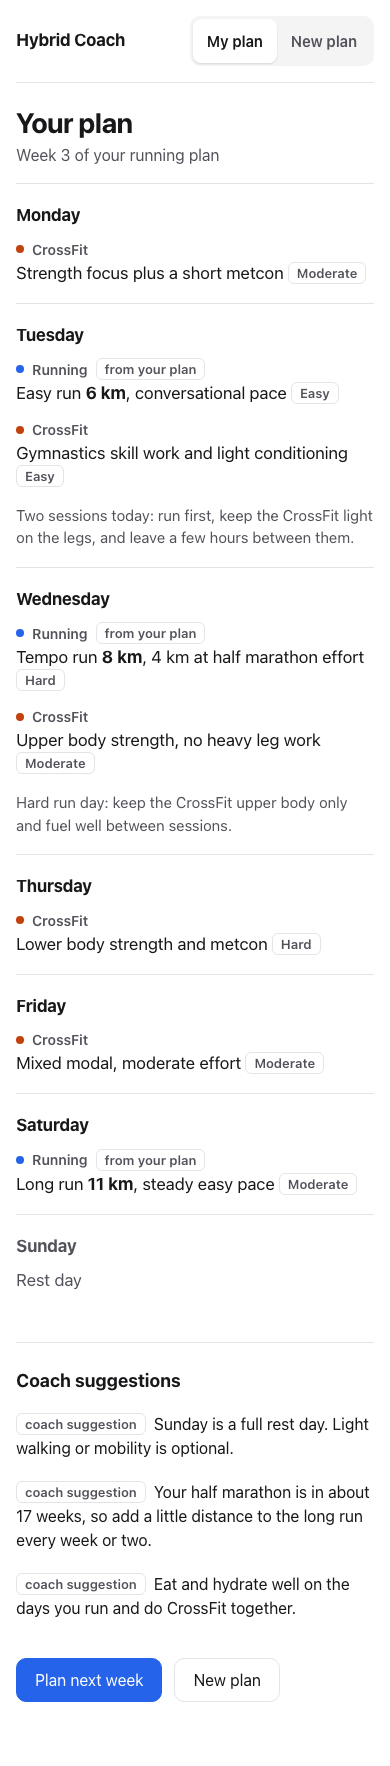 Hybrid Coach
My plan
New plan
Your plan
Week 3 of your running plan
Monday
CrossFit
Strength focus plus a short metcon Moderate
Tuesday
Running from your plan
Easy run 6 km, conversational pace Easy
CrossFit
Gymnastics skill work and light conditioning
Easy
Two sessions today: run first, keep the CrossFit light
on the legs, and leave a few hours between them.
Wednesday
Running from your plan
Tempo run 8 km, 4 km at half marathon effort
Hard
CrossFit
Upper body strength, no heavy leg work
Moderate
Hard run day: keep the CrossFit upper body only
and fuel well between sessions.
Thursday
CrossFit
Lower body strength and metcon Hard
Friday
CrossFit
Mixed modal, moderate effort Moderate
Saturday
Running from your plan
Long run 11 km, steady easy pace Moderate
Sunday
Rest day
Coach suggestions
coach suggestion Sunday is a full rest day. Light
walking or mobility is optional.
coach suggestion Your half marathon is in about
17 weeks, so add a little distance to the long run
every week or two.
coach suggestion Eat and hydrate well on the
days you run and do CrossFit together.
Plan next week
New plan